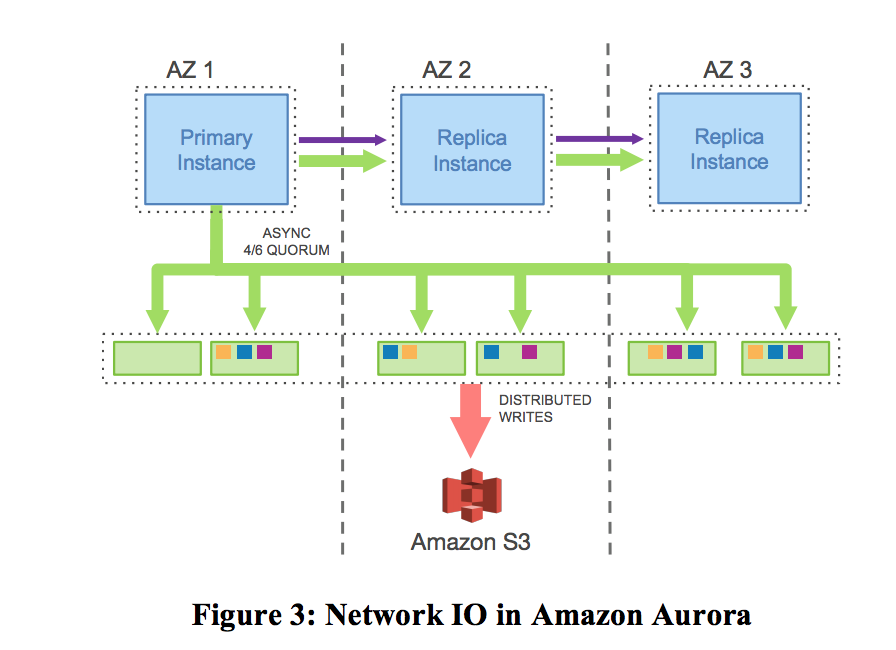 AZ 1
AZ 2
AZ 3
Primary
Instance
Replica
Instance
Replica
Instance
ASYNC
4/6 QUORUM
DISTRIBUTED
WRITES
Amazon S3
Figure 3: Network IO in Amazon Aurora